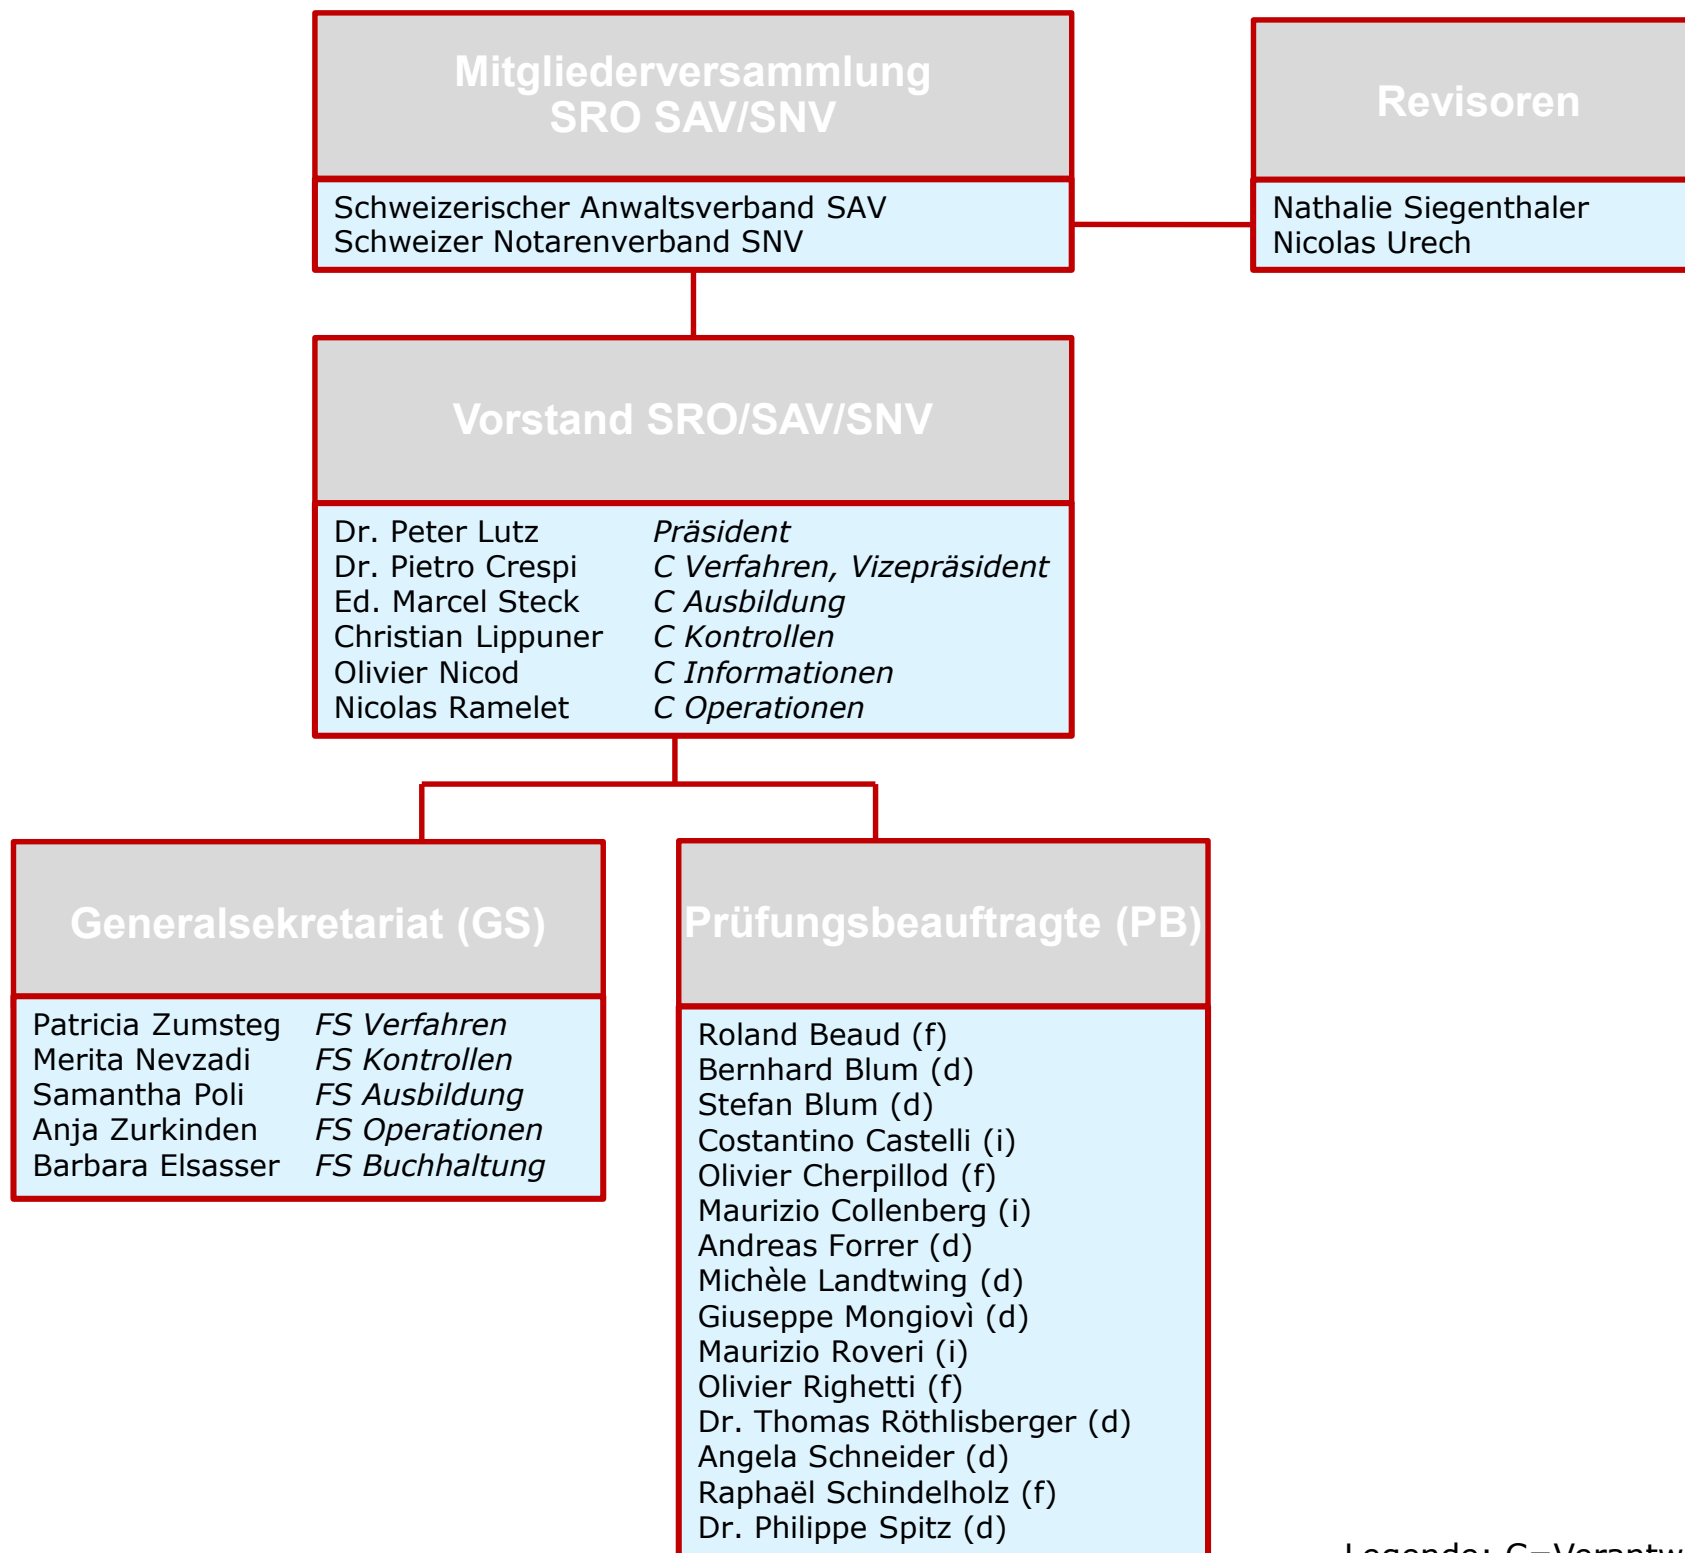 Mitgliederversammlung
SRO SAV/SNV
Schweizerischer Anwaltsverband SAV
Schweizer Notarenverband SNV
Revisoren
Nathalie Siegenthaler
Nicolas Urech
Vorstand SRO/SAV/SNV
Dr. Peter Lutz Präsident
Dr. Pietro Crespi C Verfahren, Vizepräsident
Ed. Marcel Steck C Ausbildung
Christian Lippuner C Kontrollen
Olivier Nicod C Informationen
Nicolas Ramelet C Operationen
Generalsekretariat (GS)
Patricia Zumsteg FS Verfahren
Merita Nevzadi FS Kontrollen
Samantha Poli FS Ausbildung
Anja Zurkinden FS Operationen
Barbara Elsasser FS Buchhaltung
Prüfungsbeauftragte (PB)
Roland Beaud (f)
Bernhard Blum (d)
Stefan Blum (d)
Costantino Castelli (i)
Olivier Cherpillod (f)
Maurizio Collenberg (i)
Andreas Forrer (d)
Michèle Landtwing (d)
Giuseppe Mongiovì (d)
Maurizio Roveri (i)
Olivier Righetti (f)
Dr. Thomas Röthlisberger (d)
Angela Schneider (d)
Raphaël Schindelholz (f)
Dr. Philippe Spitz (d)